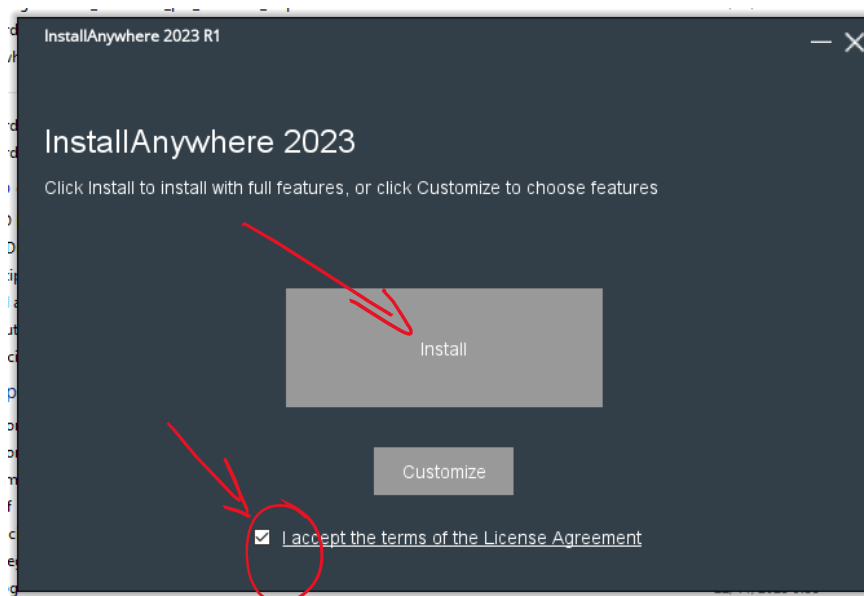 InstallAnywhere 2023 R1
InstallAnywhere 2023
Click Install to install with full features, or click Customize to choose features
Install
Customize
I accept the terms of the License Agreement